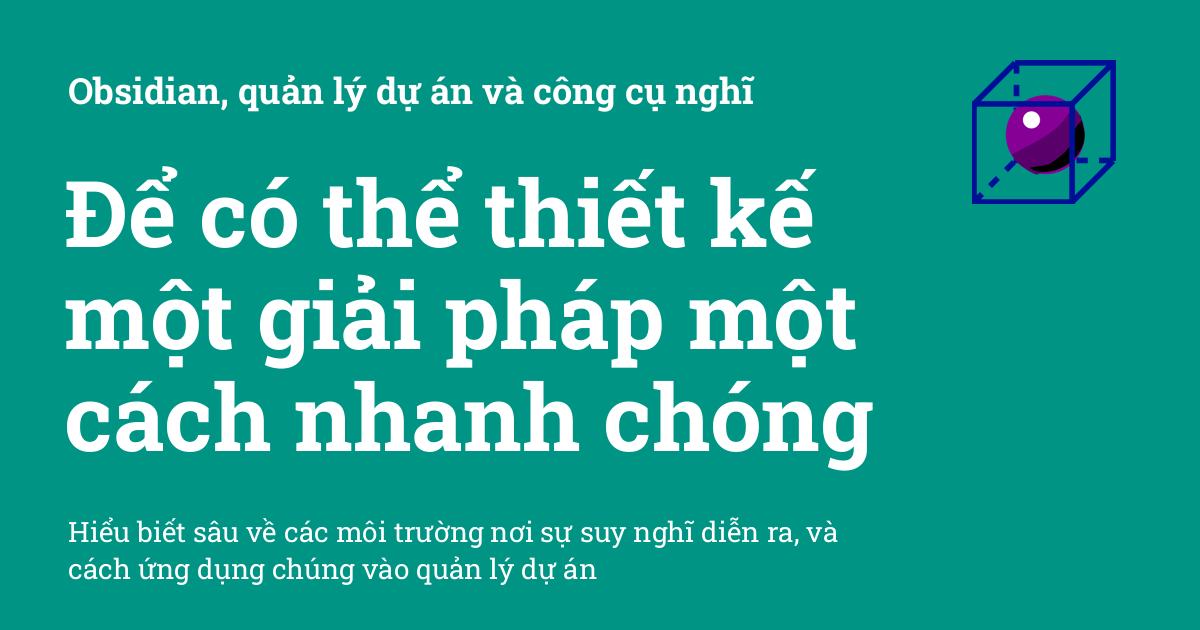 Obsidian, quản lý dự án và công cụ nghĩ
Để có thể thiết kế
một giải pháp một
cách nhanh chóng
Hiểu biết sâu về các môi trường nơi sự suy nghĩ diễn ra, và
cách ứng dụng chúng vào quản lý dự án